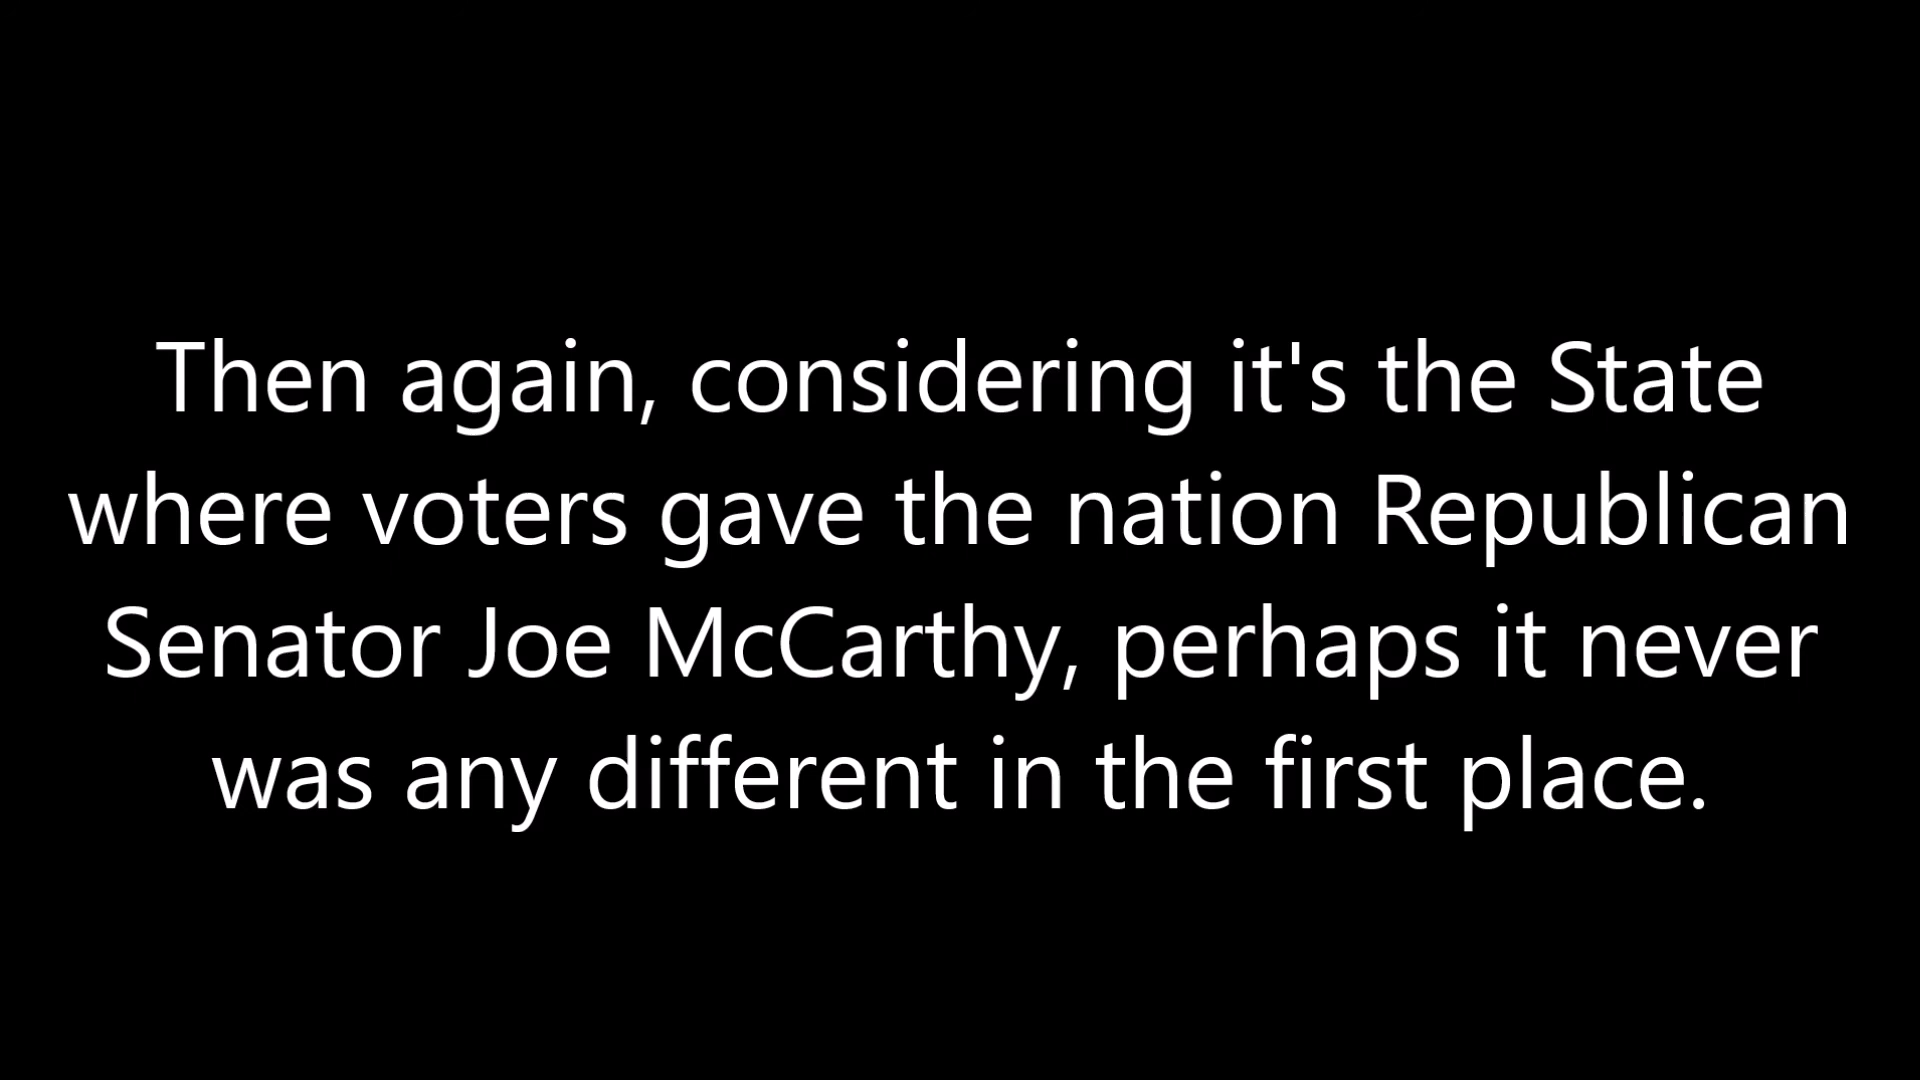 Then again, considering it's the State
where voters gave the nation Republican
Senator Joe McCarthy, perhaps it never
was any different in the first place.